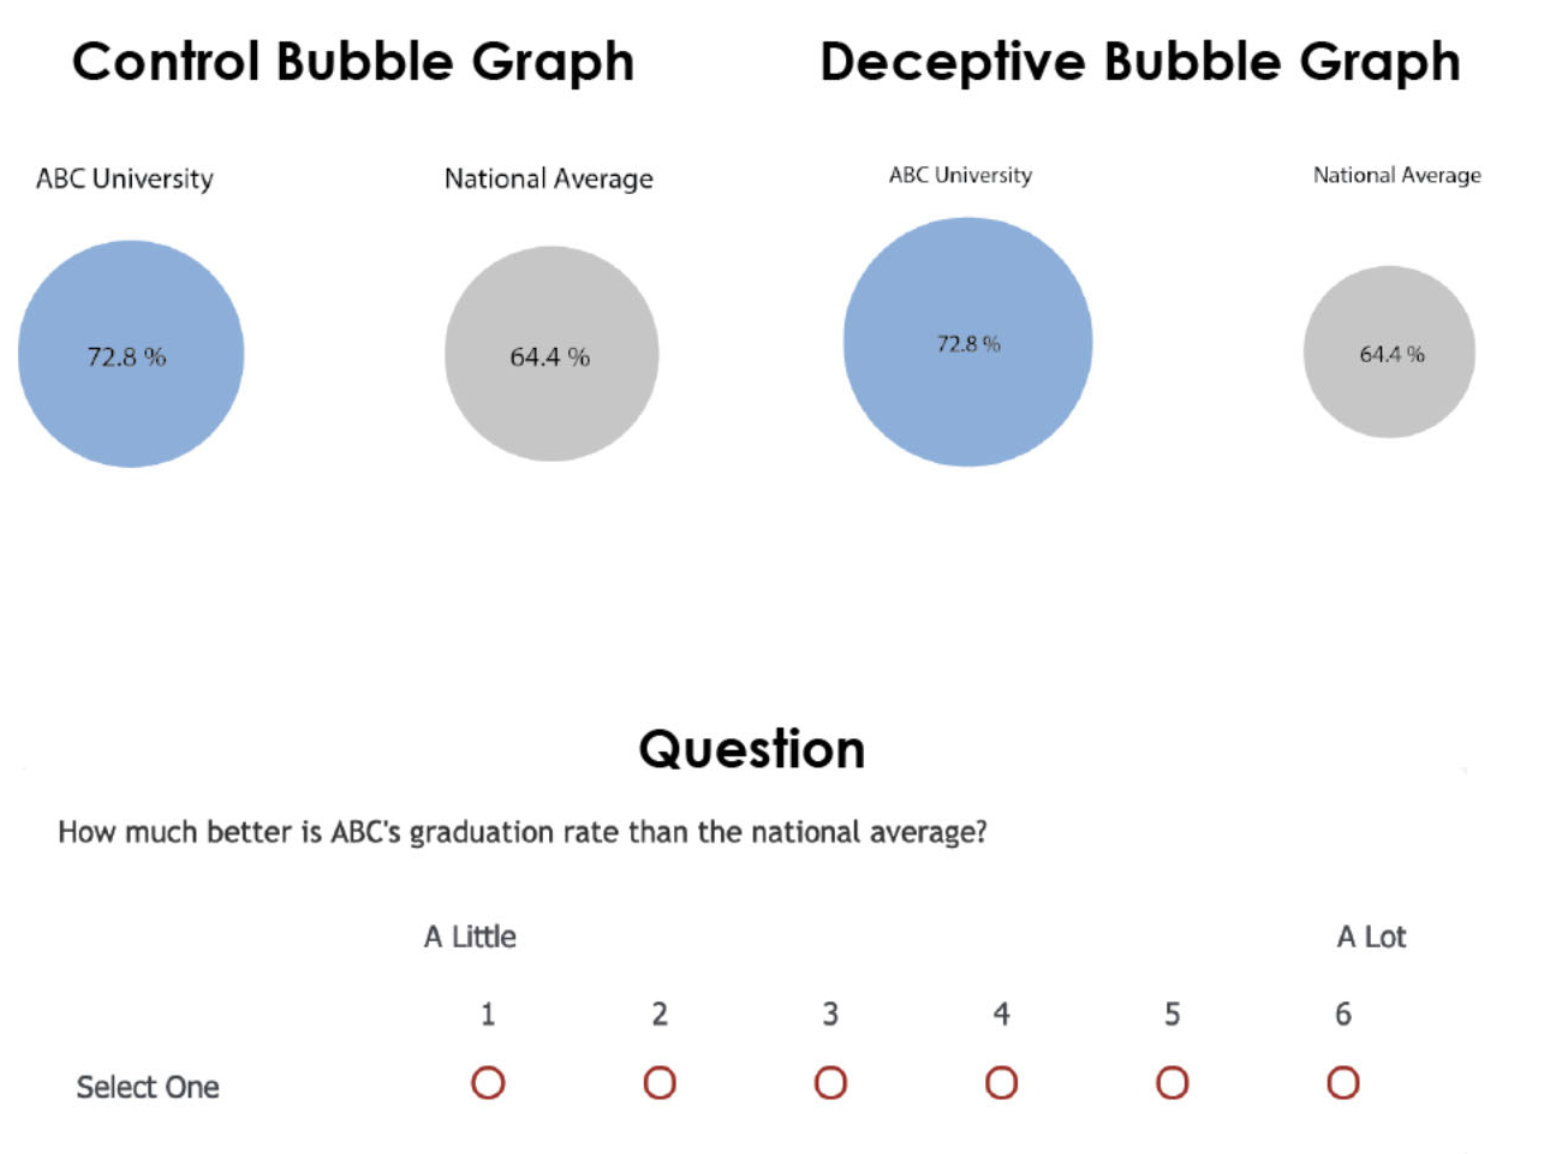 Control Bubble Graph
Deceptive Bubble Graph
ABC University
National Average
ABC University
National Average
72.8 %
64.4 %
72.8 %
64.4 %
Question
How much better is ABC's graduation rate than the national average?
A Little
A Lot
1 2 3 4 5 6
Select One